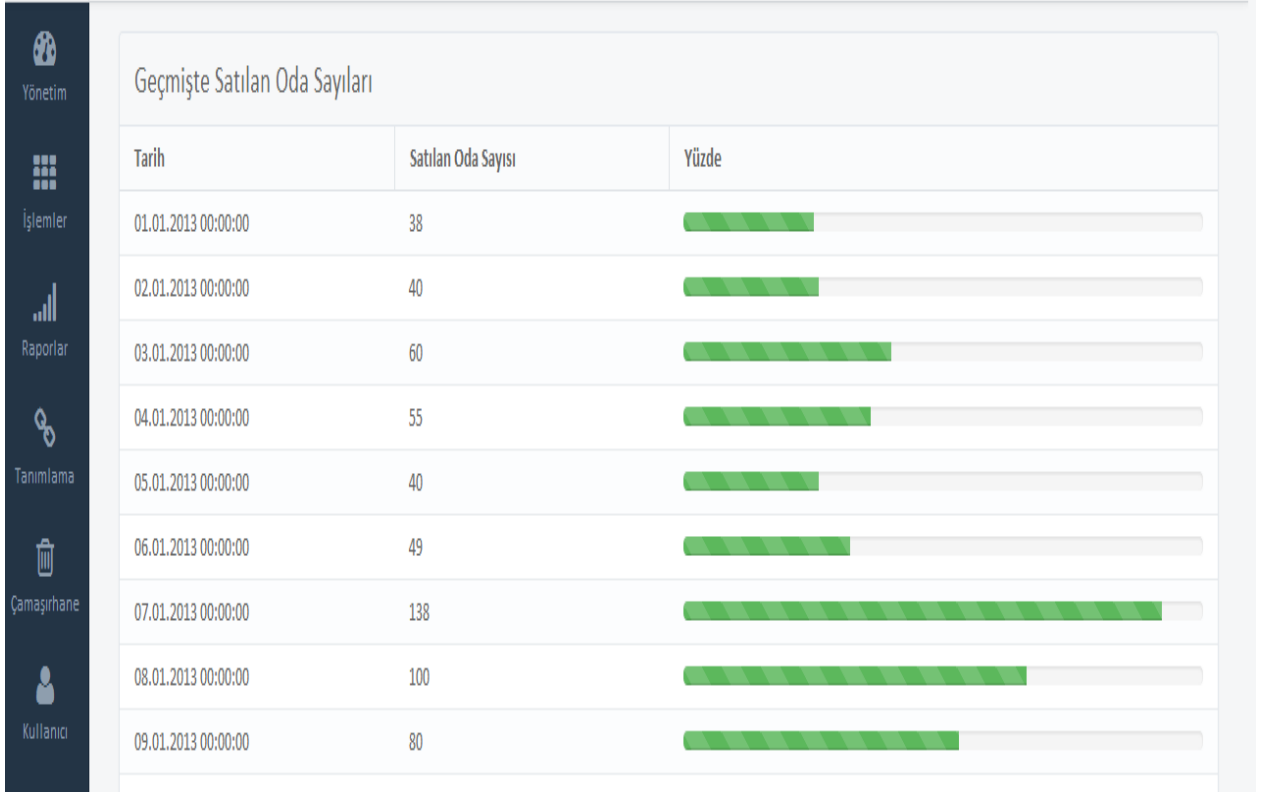 Yönetim
İşlemler
Raporlar
Tanımlama
Çamaşırhane
Kullanıcı
Geçmişte Satılan Oda Sayıları
Tarih Satılan Oda Sayısı Yüzde
01.01.2013 00:00:00 38
02.01.2013 00:00:00 40
03.01.2013 00:00:00 60
04.01.2013 00:00:00 55
05.01.2013 00:00:00 40
06.01.2013 00:00:00 49
07.01.2013 00:00:00 138
08.01.2013 00:00:00 100
09.01.2013 00:00:00 80